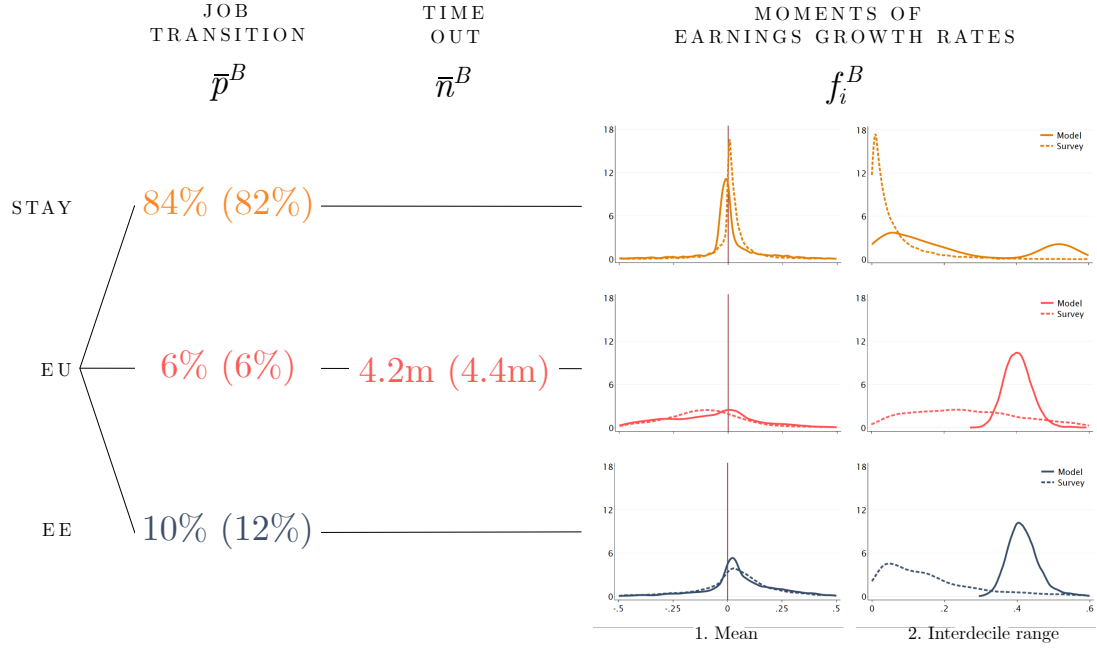 JOB
TRANSITION
TIME
OUT
MOMENTS OF
EARNINGS GROWTH RATES
p̅ᴮ
n̅ᴮ
fᵢᴮ
STAY
84% (82%)
18
12
6
0
18
12
6
0
Model
Survey
EU
6% (6%)
4.2m (4.4m)
18
12
6
0
18
12
6
0
Model
Survey
EE
10% (12%)
18
12
6
0
-.5
-.25
0
.25
.5
18
12
6
0
Model
Survey
0
.2
.4
.6
1. Mean
2. Interdecile range